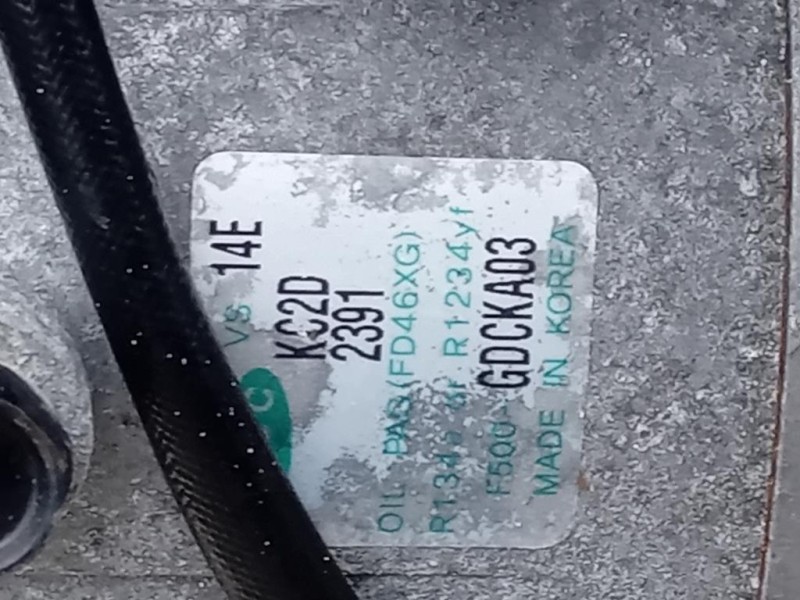 VS 14E
KC2D
2391
OIL PAG(FD46XG)
R134a or R1234yf
F500-GDCKA03
MADE IN KOREA